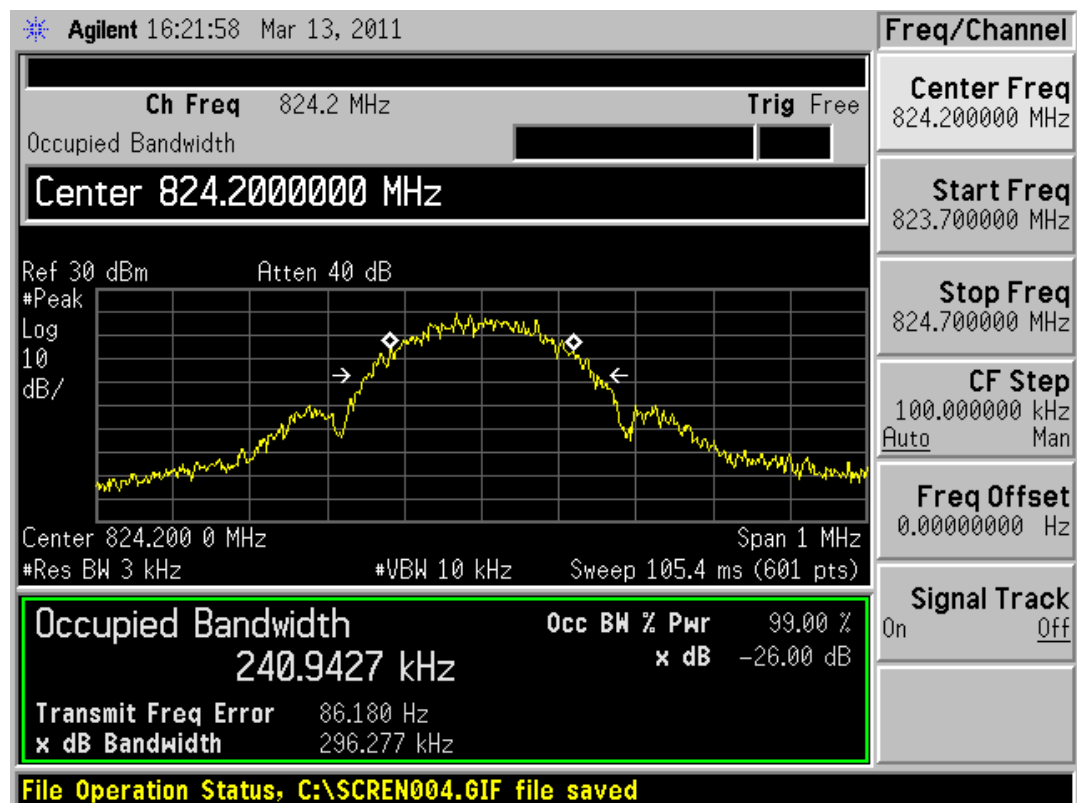 Agilent 16:21:58 Mar 13, 2011
Ch Freq 824.2 MHz Trig Free
Occupied Bandwidth
Center 824.2000000 MHz
Ref 30 dBm Atten 40 dB
#Peak
Log
10
dB/
Center 824.200 0 MHz Span 1 MHz
#Res BW 3 kHz #VBW 10 kHz Sweep 105.4 ms (601 pts)
Occupied Bandwidth
240.9427 kHz
Occ BW % Pwr 99.00 %
x dB -26.00 dB
Transmit Freq Error 86.180 Hz
x dB Bandwidth 296.277 kHz
File Operation Status, C:\SCREN004.GIF file saved
Freq/Channel
Center Freq
824.200000 MHz
Start Freq
823.700000 MHz
Stop Freq
824.700000 MHz
CF Step
100.000000 kHz
Auto Man
Freq Offset
0.00000000 Hz
Signal Track
On Off